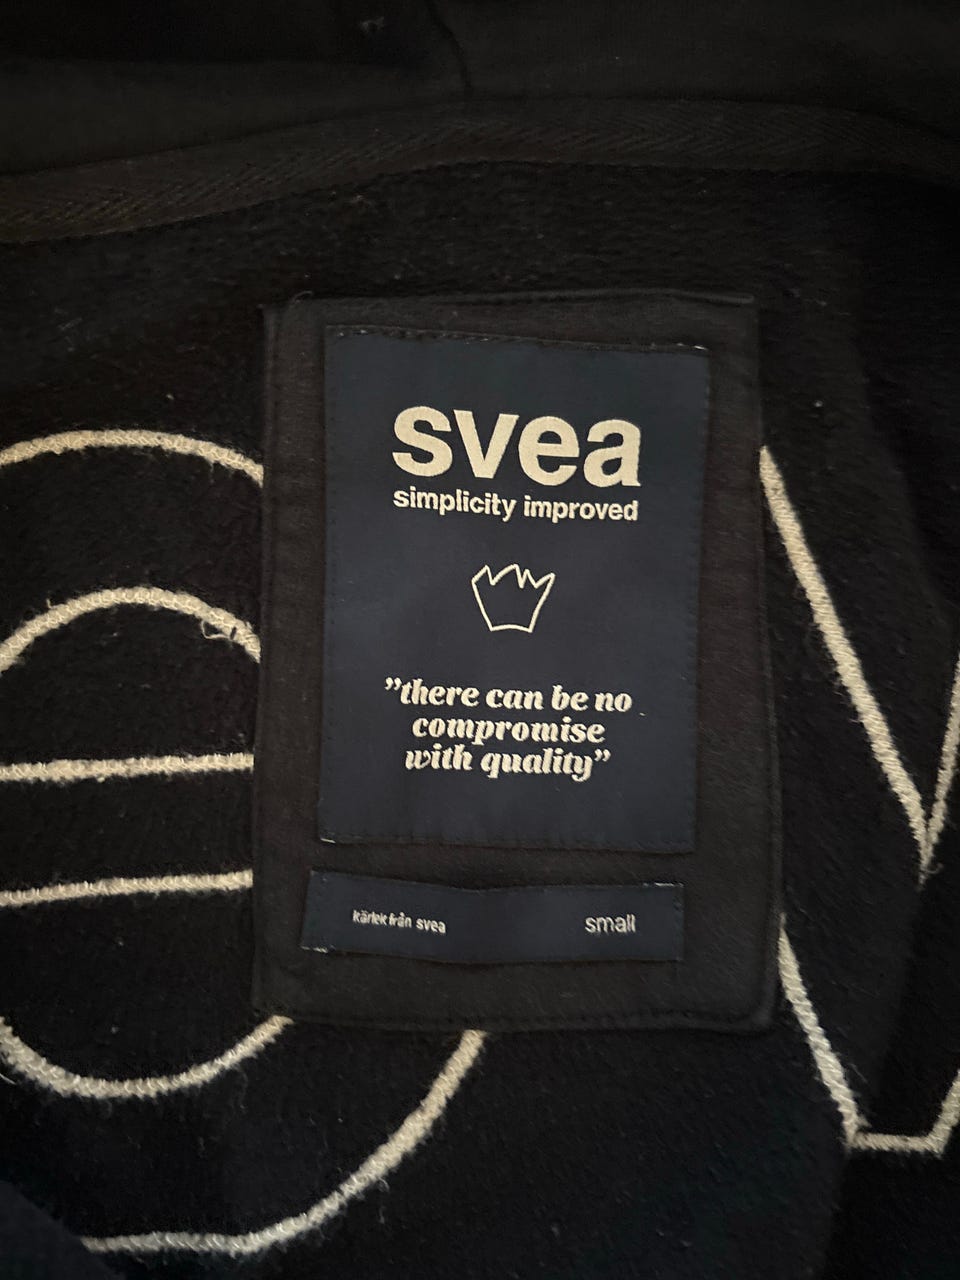 svea
simplicity improved
”there can be no
compromise
with quality”
kärlek från svea
small